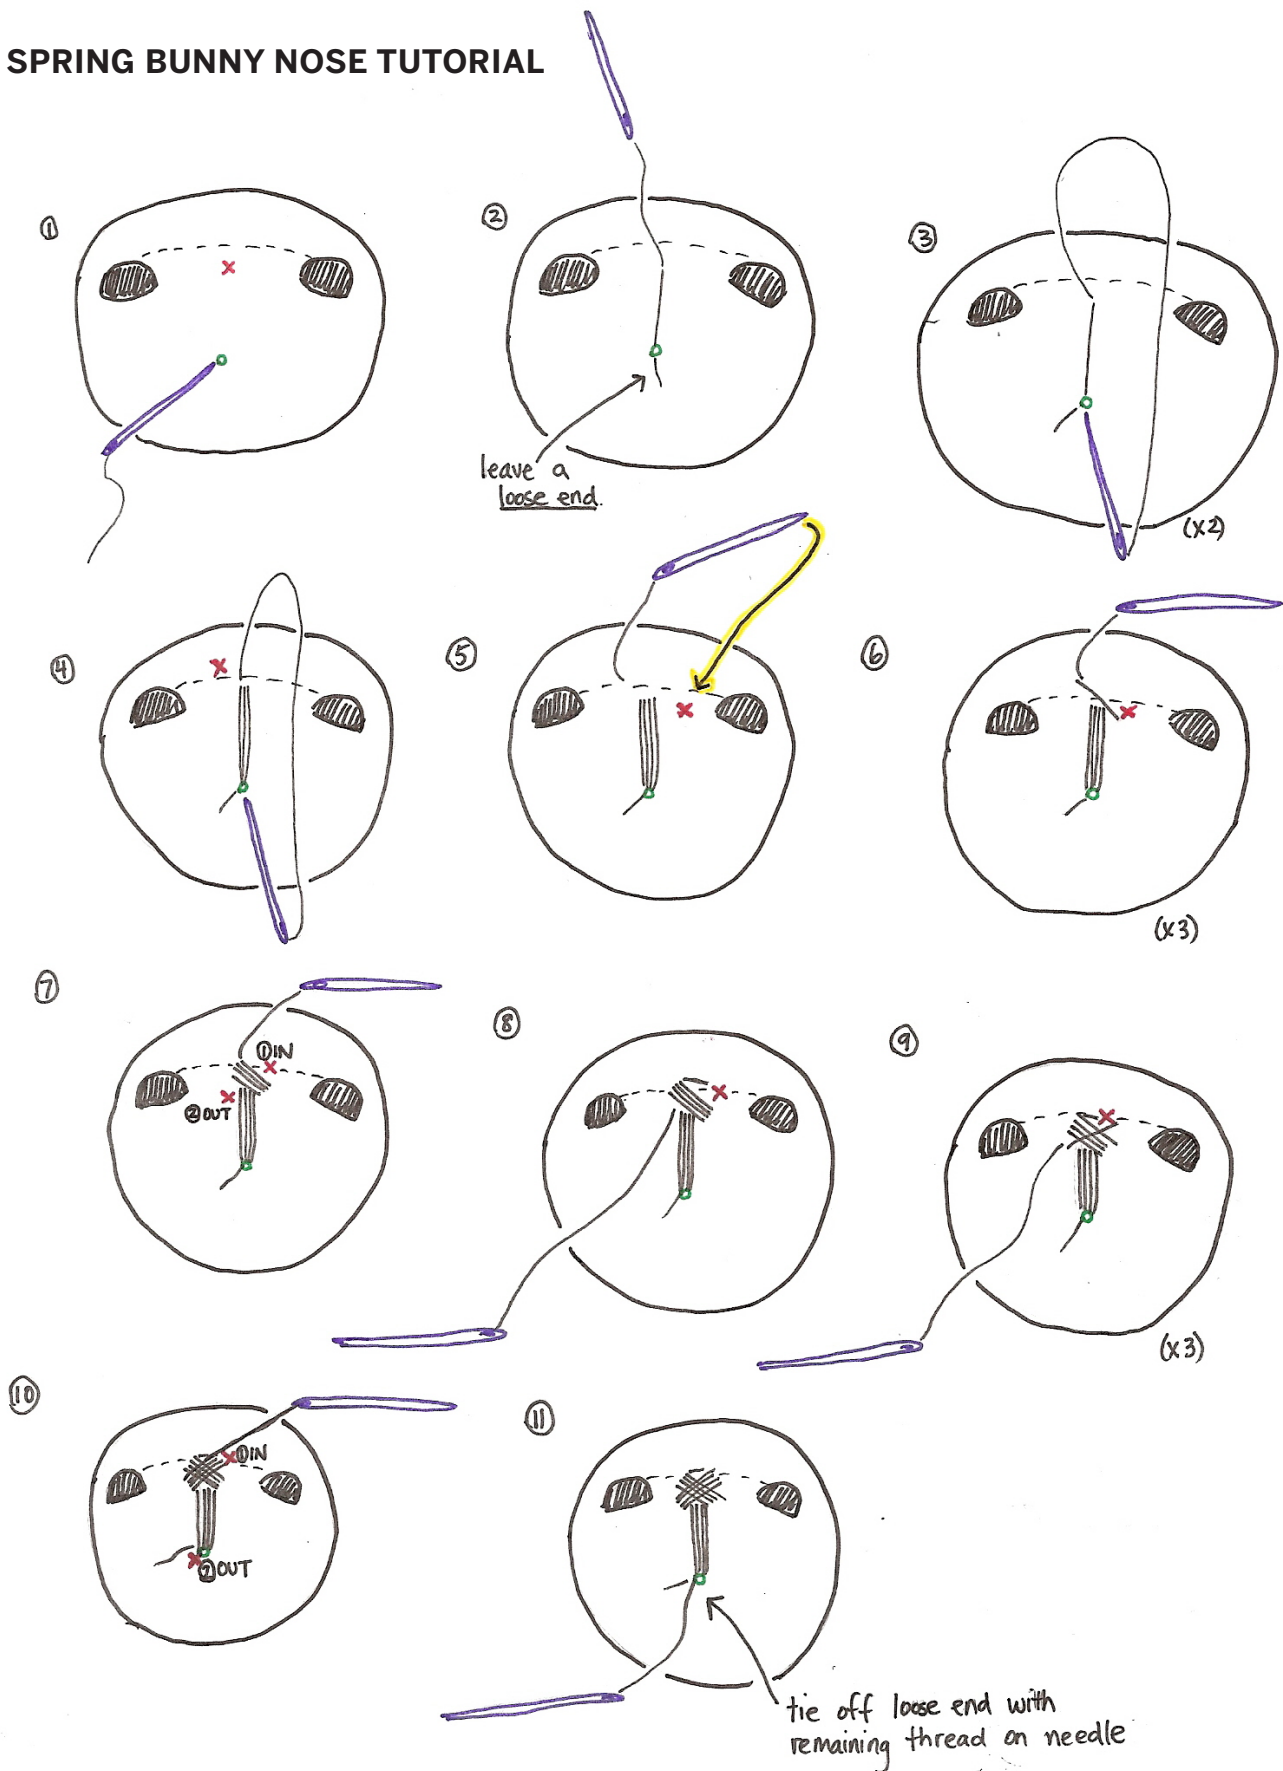 SPRING BUNNY NOSE TUTORIAL
①
②
③
leave a
loose end.
(x2)
④
⑤
⑥
(x3)
⑦
①IN
②OUT
⑧
⑨
(x3)
⑩
①IN
②OUT
⑪
tie off loose end with
remaining thread on needle